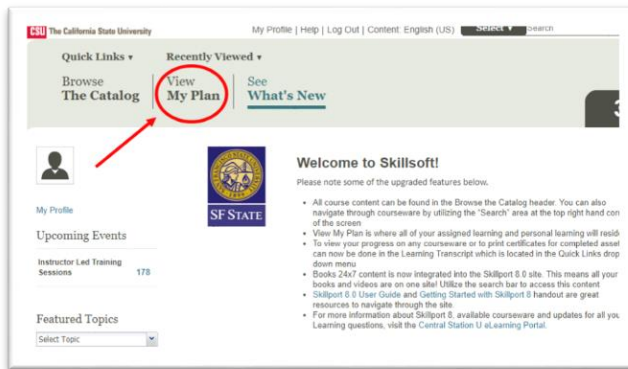 CSU The California State University
My Profile | Help | Log Out | Content: English (US) Select ▼ Search
Quick Links ▾ Recently Viewed ▾
Browse The Catalog
View My Plan
See What's New
SF STATE
My Profile
Upcoming Events
Instructor Led Training Sessions 178
Featured Topics
Select Topic
Welcome to Skillsoft!
Please note some of the upgraded features below.
• All course content can be found in the Browse the Catalog header. You can also
navigate through courseware by utilizing the "Search" area at the top right hand corn
of the screen
• View My Plan is where all of your assigned learning and personal learning will resid
• To view your progress on any courseware or to print certificates for completed asset
can now be done in the Learning Transcript which is located in the Quick Links drop
down menu
• Books 24x7 content is now integrated into the Skillport 8.0 site. This means all your
books and videos are on one site! Utilize the search bar to access this content
• Skillport 8.0 User Guide and Getting Started with Skillport 8 handout are great
resources to navigate through the site.
• For more information about Skillport 8, available courseware and updates for all you
Learning questions, visit the Central Station U eLearning Portal.